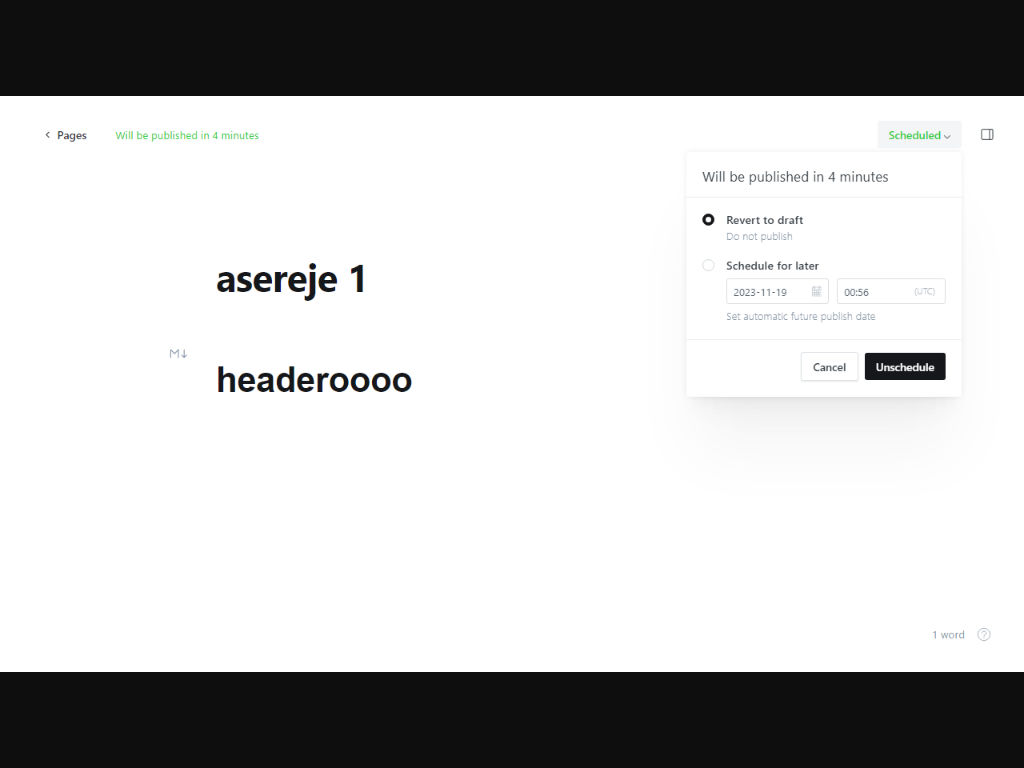 Pages Will be published in 4 minutes Scheduled
Will be published in 4 minutes
Revert to draft
Do not publish
Schedule for later
2023-11-19 00:56 (UTC)
Set automatic future publish date
Cancel Unschedule
asereje 1
M↓
headeroooo
1 word ?